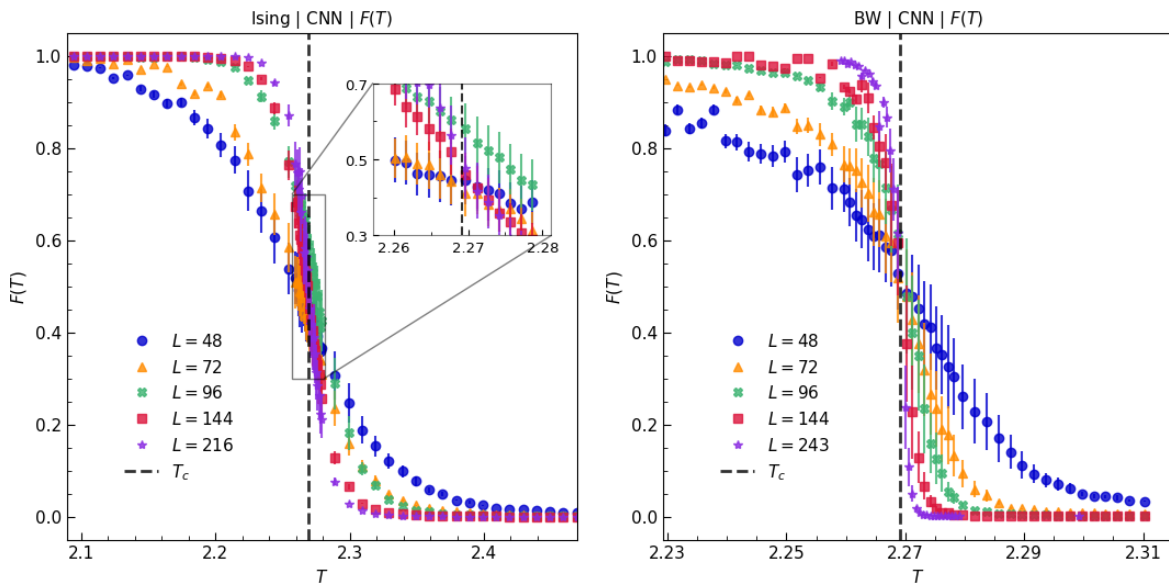 Ising | CNN | F(T)
F(T)
1.0
0.8
0.6
0.4
0.2
0.0
0.7
0.5
0.3
2.26 2.27 2.28
L = 48
L = 72
L = 96
L = 144
L = 216
T_c
2.1 2.2 2.3 2.4
T
BW | CNN | F(T)
F(T)
1.0
0.8
0.6
0.4
0.2
0.0
L = 48
L = 72
L = 96
L = 144
L = 243
T_c
2.23 2.25 2.27 2.29 2.31
T